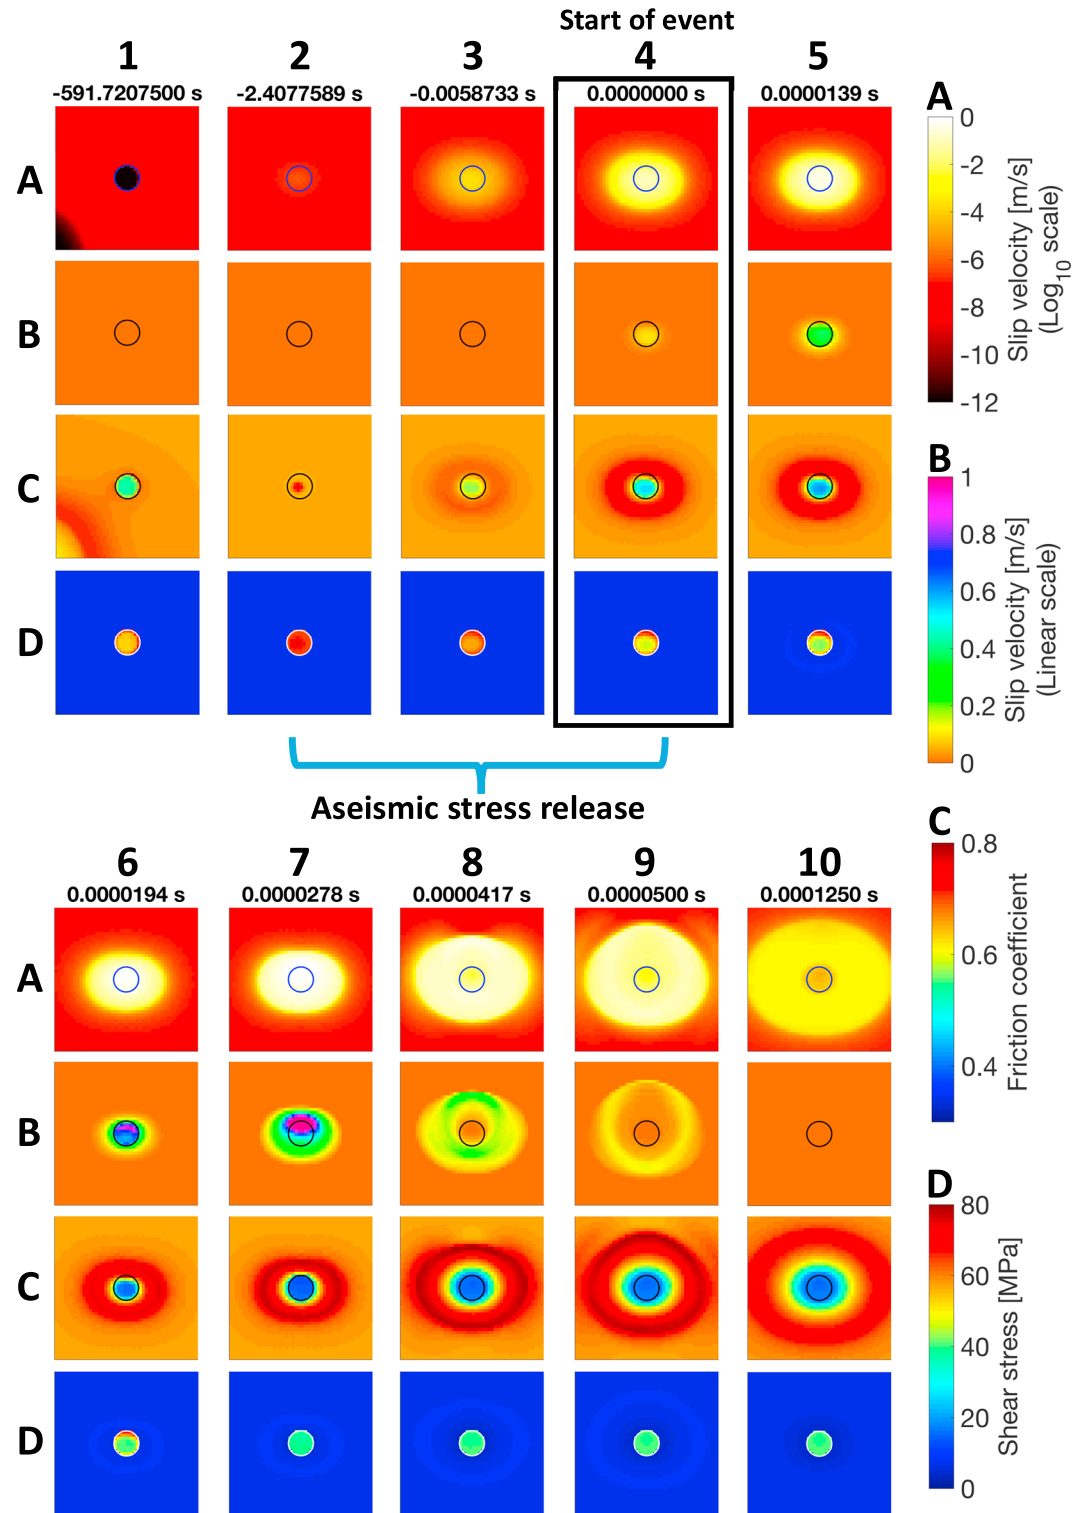 Start of event
1 2 3 4 5
-591.7207500 s -2.4077589 s -0.0058733 s 0.0000000 s 0.0000139 s
A
B
C
D
A
0
-2
-4
-6
-8
-10
-12
Slip velocity [m/s]
(Log10 scale)
B
1
0.8
0.6
0.4
0.2
0
Slip velocity [m/s]
(Linear scale)
Aseismic stress release
6 7 8 9 10
0.0000194 s 0.0000278 s 0.0000417 s 0.0000500 s 0.0001250 s
A
B
C
D
C
0.8
0.6
0.4
Friction coefficient
D
80
60
40
20
0
Shear stress [MPa]